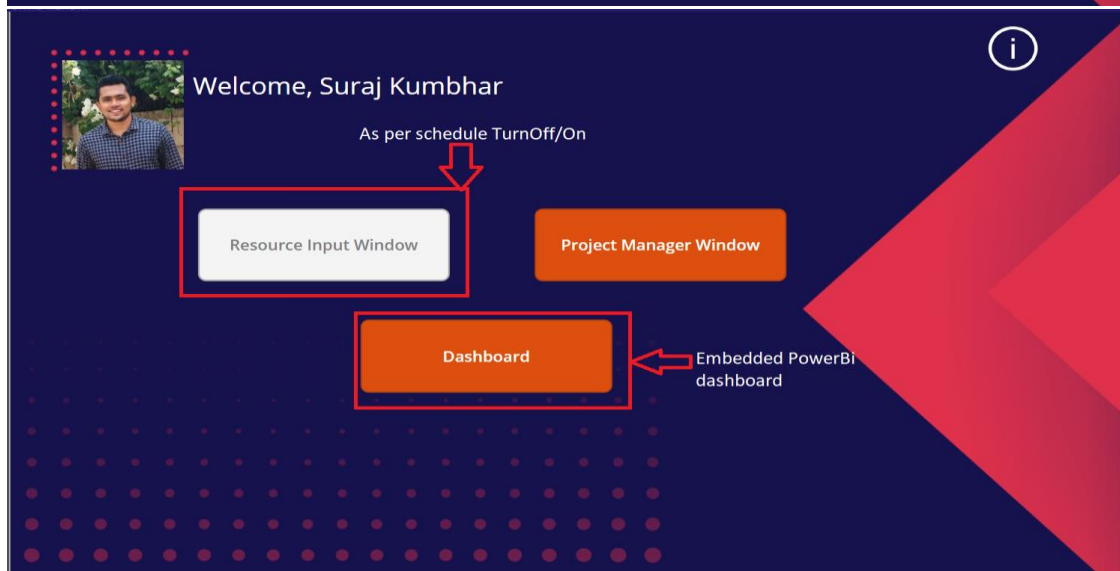 i
Welcome, Suraj Kumbhar
As per schedule TurnOff/On
Resource Input Window
Project Manager Window
Dashboard
Embedded PowerBi
dashboard